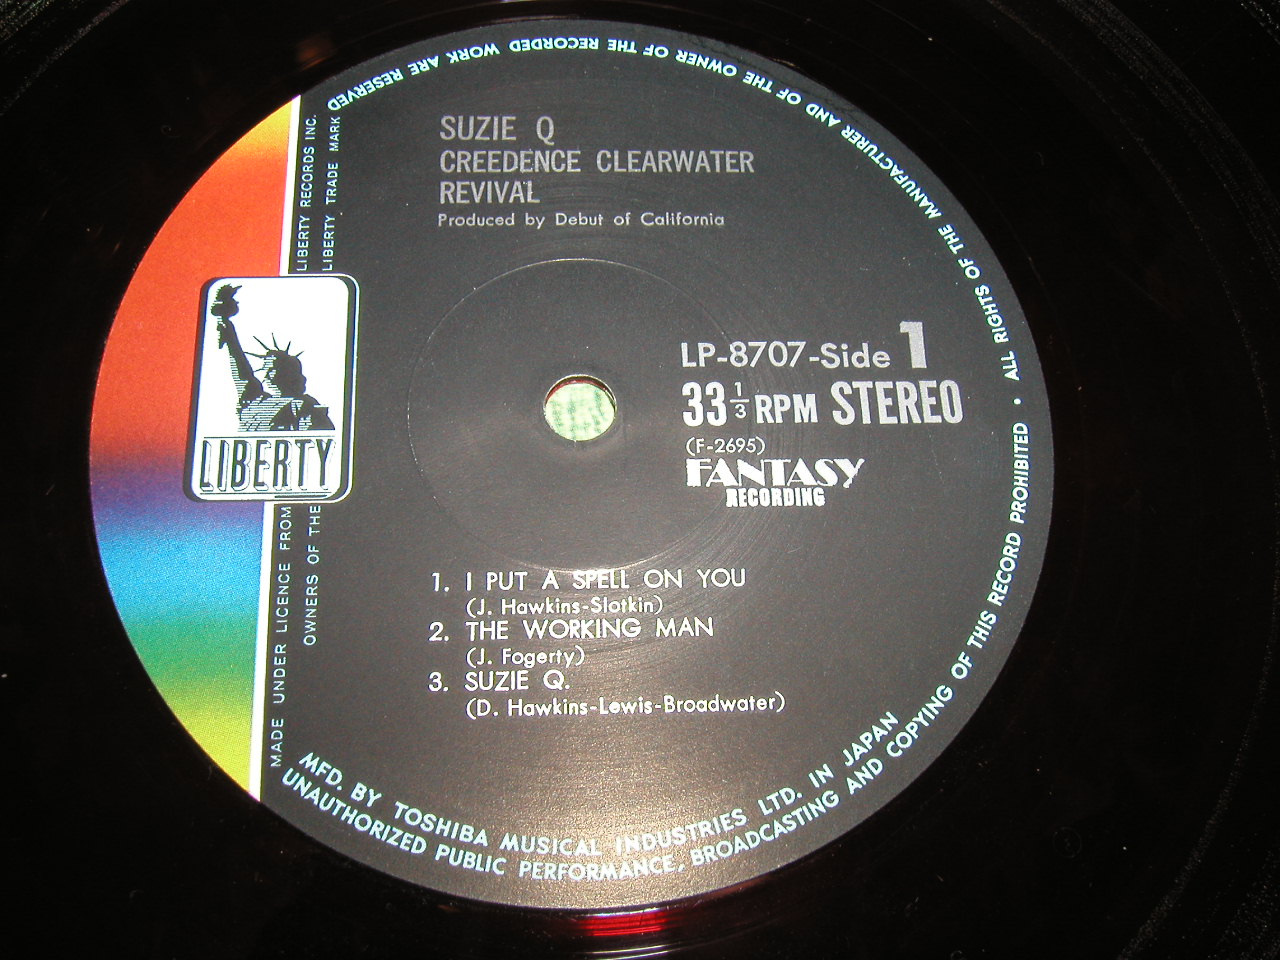 SUZIE Q
CREEDENCE CLEARWATER
REVIVAL
Produced by Debut of California
LP-8707-Side 1
33 1/3 RPM STEREO
(F-2695)
FANTASY
RECORDING
LIBERTY
1. I PUT A SPELL ON YOU
(J. Hawkins-Slotkin)
2. THE WORKING MAN
(J. Fogerty)
3. SUZIE Q.
(D. Hawkins-Lewis-Broadwater)
MADE UNDER LICENCE FROM LIBERTY RECORDS INC.
OWNERS OF THE LIBERTY TRADE MARK
MFD. BY TOSHIBA MUSICAL INDUSTRIES LTD. IN JAPAN
ALL RIGHTS OF THE MANUFACTURER AND OF THE OWNER OF THE RECORDED WORK ARE RESERVED
UNAUTHORIZED PUBLIC PERFORMANCE, BROADCASTING AND COPYING OF THIS RECORD PROHIBITED •